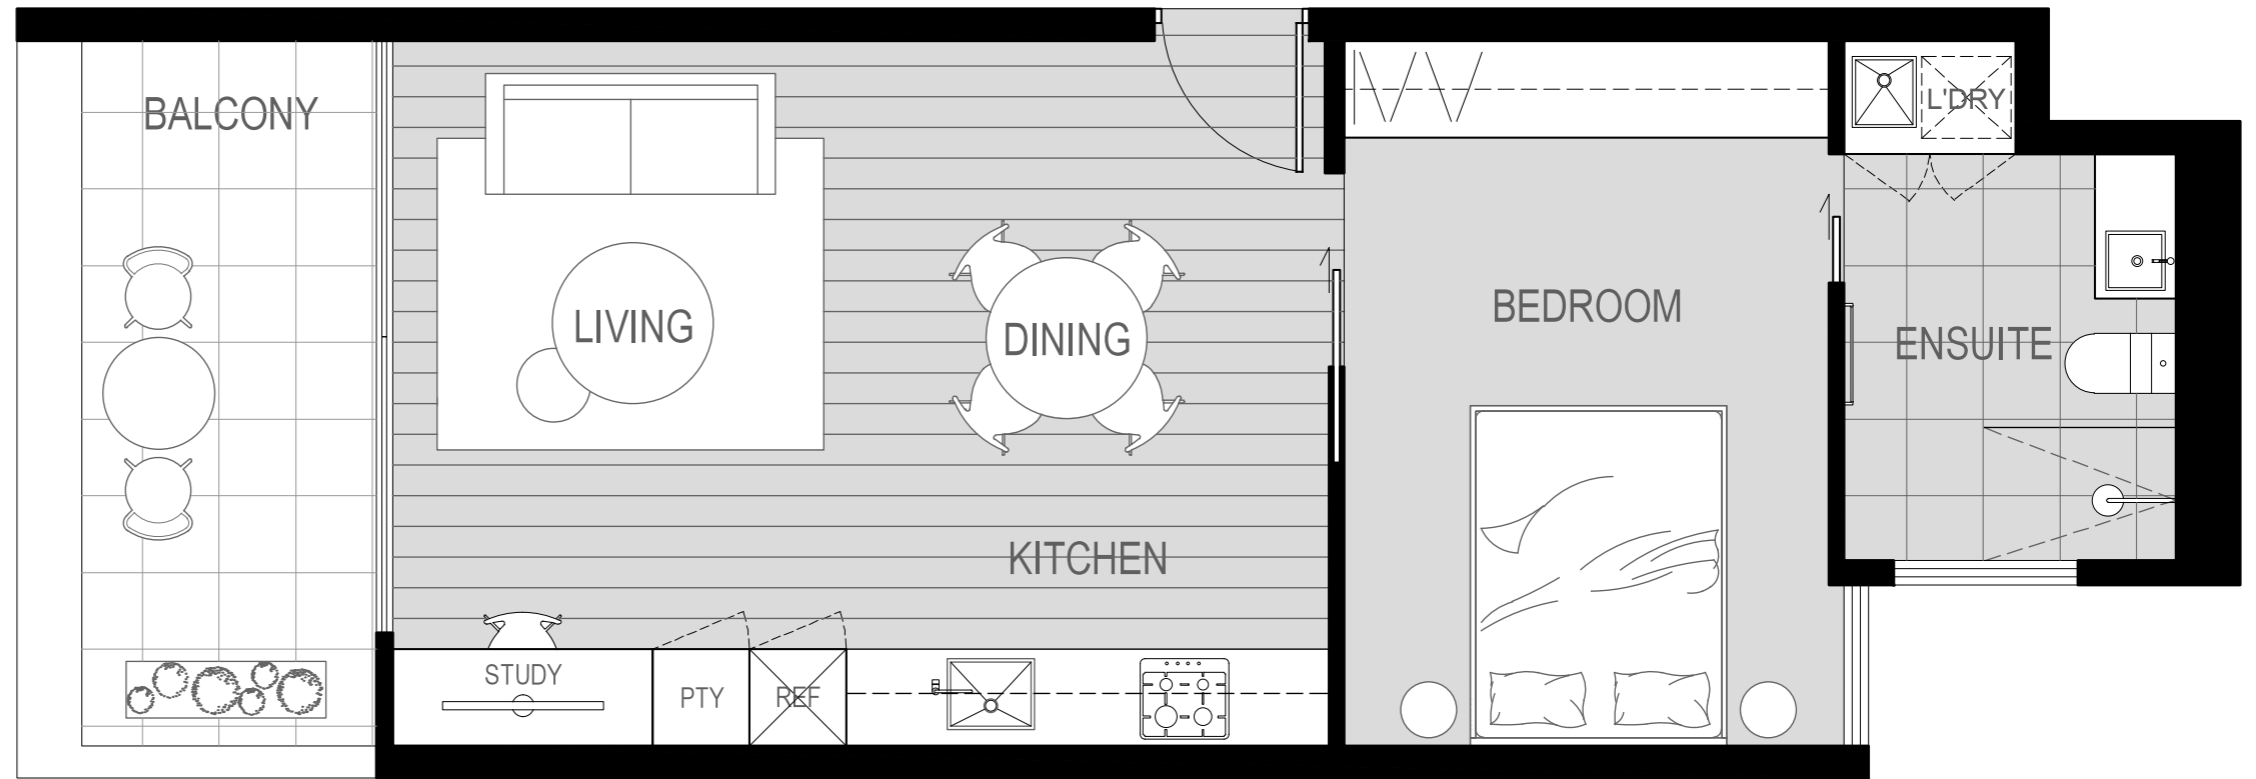 BALCONY
L'DRY
LIVING
DINING
BEDROOM
ENSUITE
KITCHEN
STUDY
PTY
REF